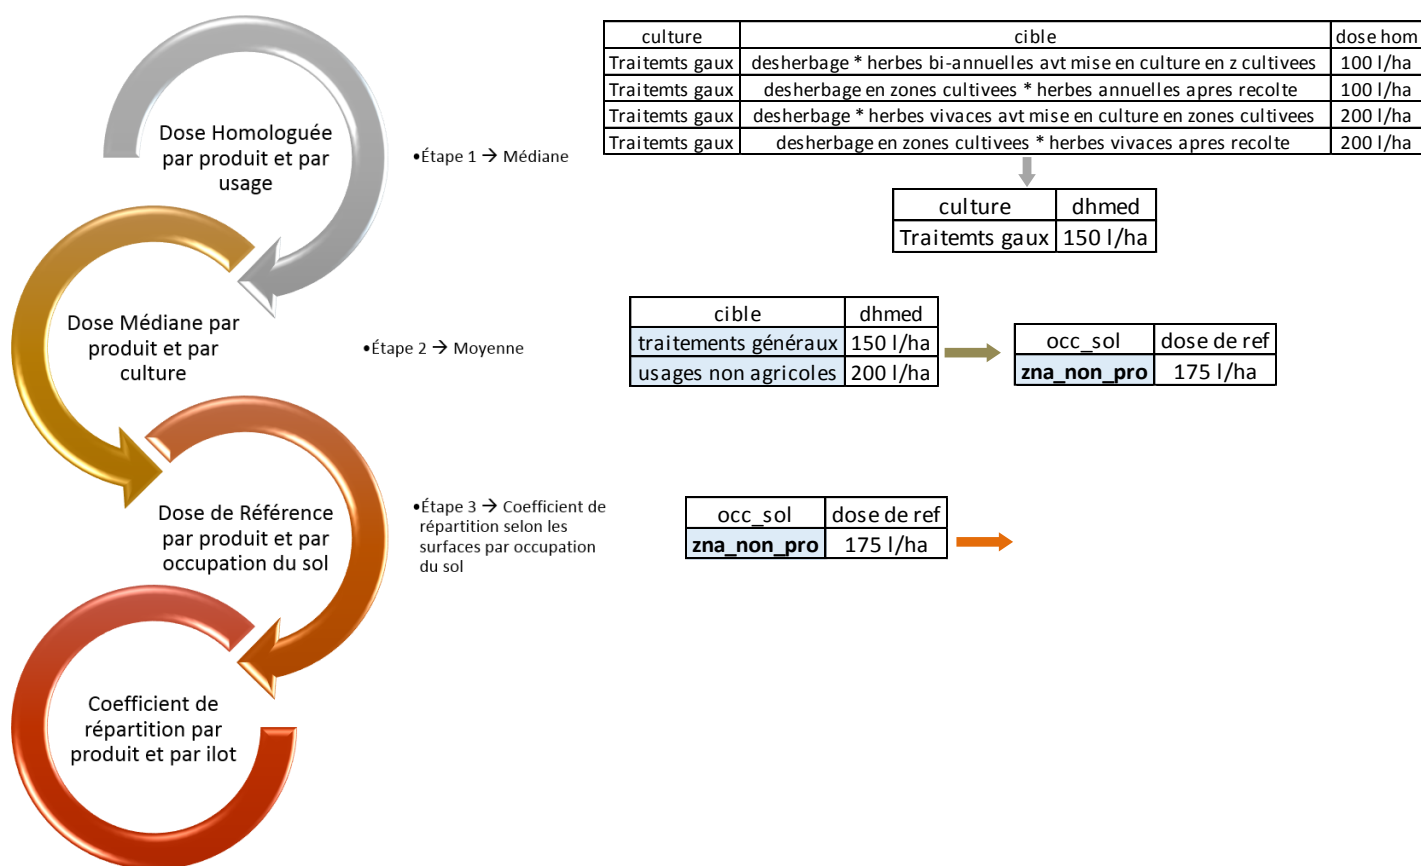 culture cible dose hom
Traitemts gaux desherbage * herbes bi-annuelles avt mise en culture en z cultivees 100 l/ha
Traitemts gaux desherbage en zones cultivees * herbes annuelles apres recolte 100 l/ha
Traitemts gaux desherbage * herbes vivaces avt mise en culture en zones cultivees 200 l/ha
Traitemts gaux desherbage en zones cultivees * herbes vivaces apres recolte 200 l/ha
Dose Homologuée
par produit et par
usage
•Étape 1 → Médiane
culture dhmed
Traitemts gaux 150 l/ha
Dose Médiane par
produit et par
culture
•Étape 2 → Moyenne
cible dhmed
traitements généraux 150 l/ha
usages non agricoles 200 l/ha
occ_sol dose de ref
zna_non_pro 175 l/ha
Dose de Référence
par produit et par
occupation du sol
•Étape 3 → Coefficient de
répartition selon les
surfaces par occupation
du sol
occ_sol dose de ref
zna_non_pro 175 l/ha
Coefficient de
répartition par
produit et par ilot